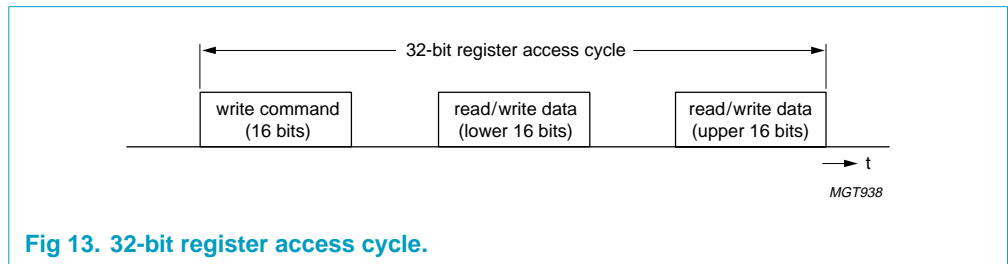 32-bit register access cycle
write command
(16 bits)
read/write data
(lower 16 bits)
read/write data
(upper 16 bits)
t
MGT938
Fig 13. 32-bit register access cycle.